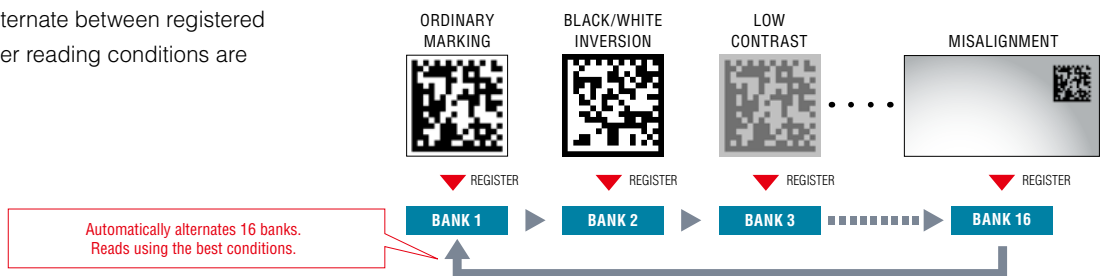 ternate between registered
er reading conditions are
ORDINARY
MARKING
BLACK/WHITE
INVERSION
LOW
CONTRAST
MISALIGNMENT
REGISTER
REGISTER
REGISTER
REGISTER
BANK 1
BANK 2
BANK 3
BANK 16
Automatically alternates 16 banks.
Reads using the best conditions.